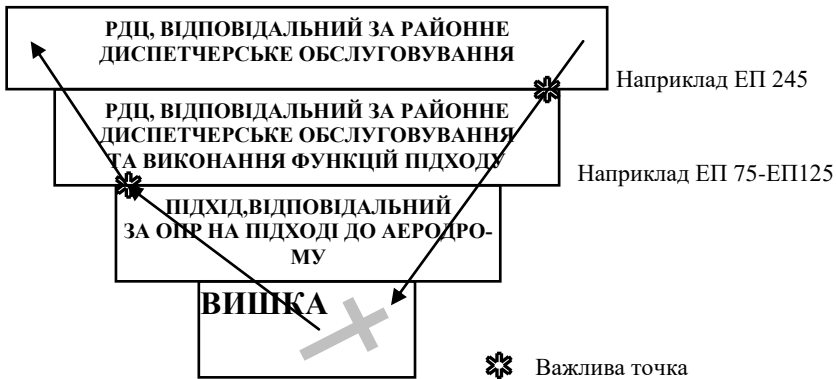 РДЦ, ВІДПОВІДАЛЬНИЙ ЗА РАЙОННЕ
ДИСПЕТЧЕРСЬКЕ ОБСЛУГОВУВАННЯ
Наприклад ЕП 245
РДЦ, ВІДПОВІДАЛЬНИЙ ЗА РАЙОННЕ
ДИСПЕТЧЕРСЬКЕ ОБСЛУГОВУВАННЯ
ТА ВИКОНАННЯ ФУНКЦІЙ ПІДХОДУ
Наприклад ЕП 75-ЕП125
ПІДХІД,ВІДПОВІДАЛЬНИЙ
ЗА ОПР НА ПІДХОДІ ДО АЕРОДРО-
МУ
ВИШКА
Важлива точка